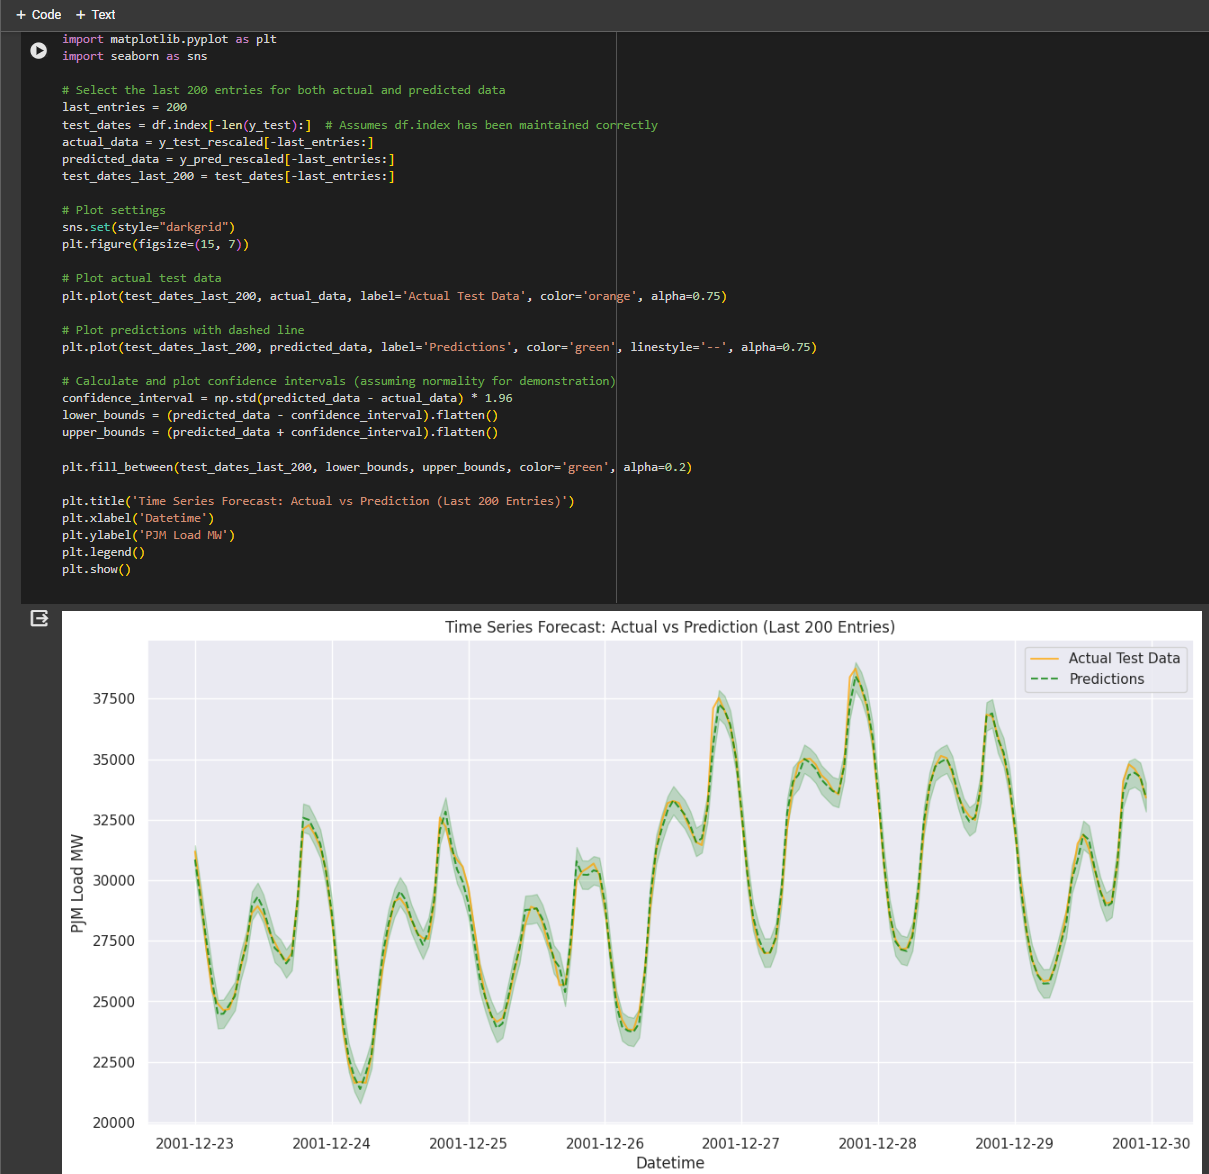 + Code + Text
import matplotlib.pyplot as plt
import seaborn as sns
# Select the last 200 entries for both actual and predicted data
last_entries = 200
test_dates = df.index[-len(y_test):]  # Assumes df.index has been maintained correctly
actual_data = y_test_rescaled[-last_entries:]
predicted_data = y_pred_rescaled[-last_entries:]
test_dates_last_200 = test_dates[-last_entries:]
# Plot settings
sns.set(style="darkgrid")
plt.figure(figsize=(15, 7))
# Plot actual test data
plt.plot(test_dates_last_200, actual_data, label='Actual Test Data', color='orange', alpha=0.75)
# Plot predictions with dashed line
plt.plot(test_dates_last_200, predicted_data, label='Predictions', color='green', linestyle='--', alpha=0.75)
# Calculate and plot confidence intervals (assuming normality for demonstration)
confidence_interval = np.std(predicted_data - actual_data) * 1.96
lower_bounds = (predicted_data - confidence_interval).flatten()
upper_bounds = (predicted_data + confidence_interval).flatten()
plt.fill_between(test_dates_last_200, lower_bounds, upper_bounds, color='green', alpha=0.2)
plt.title('Time Series Forecast: Actual vs Prediction (Last 200 Entries)')
plt.xlabel('Datetime')
plt.ylabel('PJM Load MW')
plt.legend()
plt.show()
Time Series Forecast: Actual vs Prediction (Last 200 Entries)
Actual Test Data
Predictions
37500
35000
32500
30000
27500
25000
22500
20000
PJM Load MW
2001-12-23 2001-12-24 2001-12-25 2001-12-26 2001-12-27 2001-12-28 2001-12-29 2001-12-30
Datetime